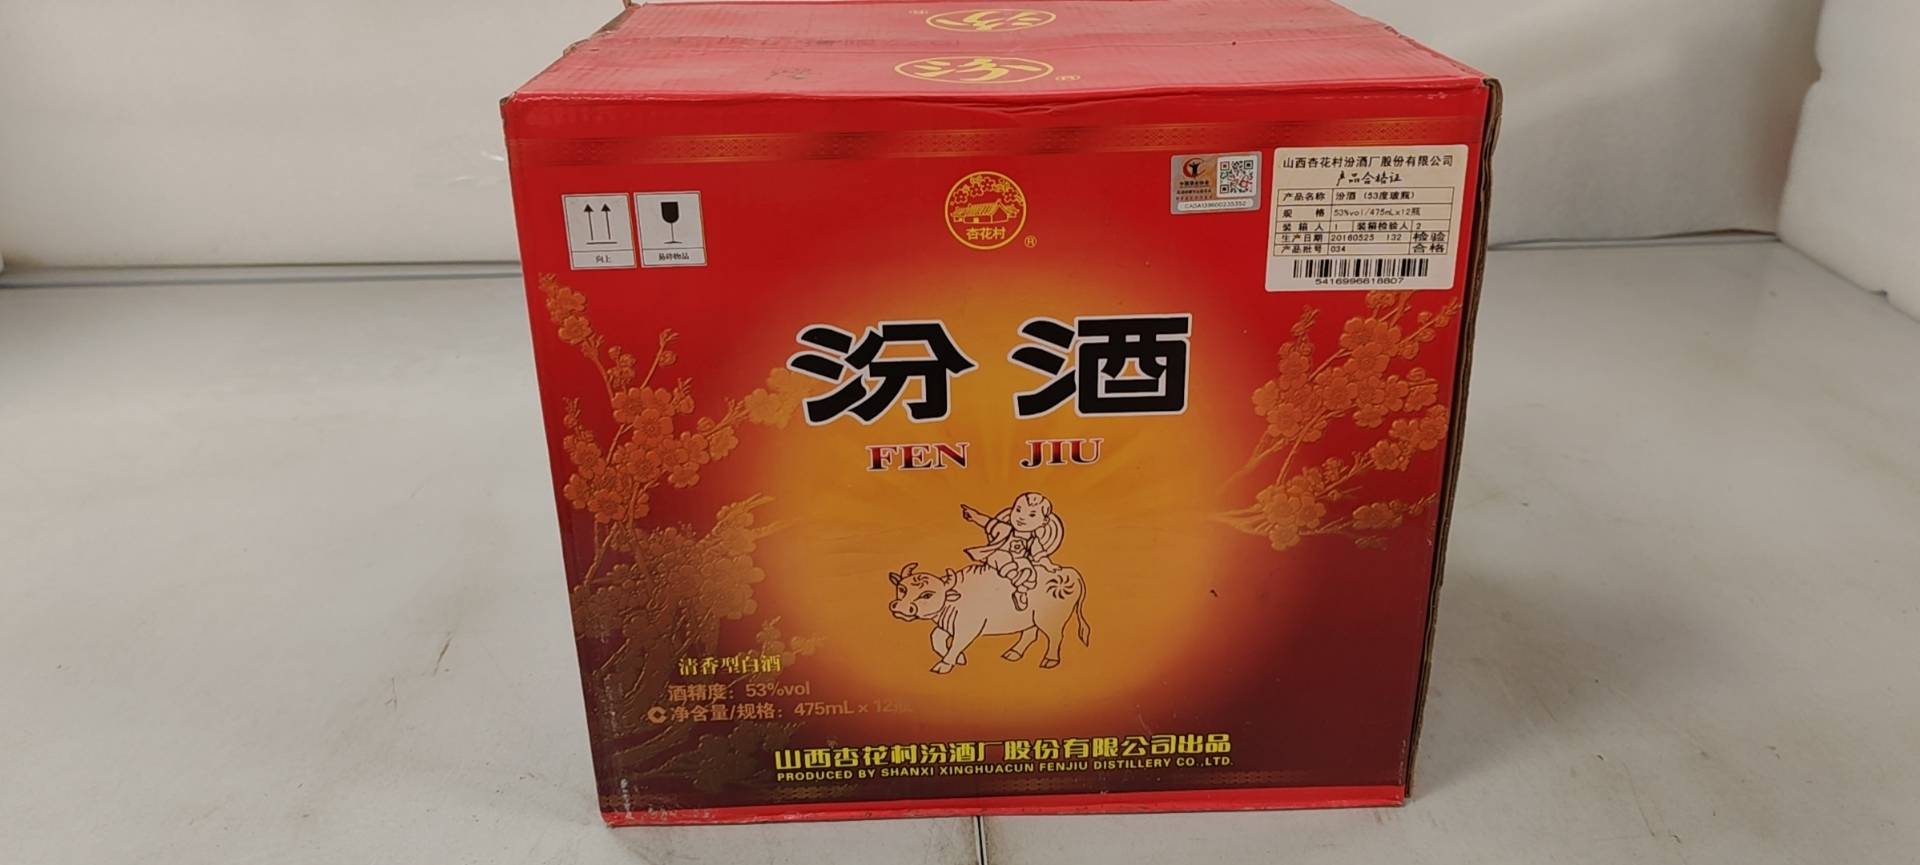 汾 ®
汾 ®
杏花村 ®
向上
易碎物品
CADA139600235352
山西杏花村汾酒厂股份有限公司
产品合格证
产品名称 汾酒 (53度玻瓶)
规 格 53%vol/475mL×12瓶
装箱人 1 装箱检验人 2
生产日期 20160525 132 检验
产品批号 034 合格
5416996618807
汾酒
FEN JIU
清香型白酒
酒精度: 53%vol
净含量/规格: 475mL × 12瓶
山西杏花村汾酒厂股份有限公司出品
PRODUCED BY SHANXI XINGHUACUN FENJIU DISTILLERY CO.,LTD.